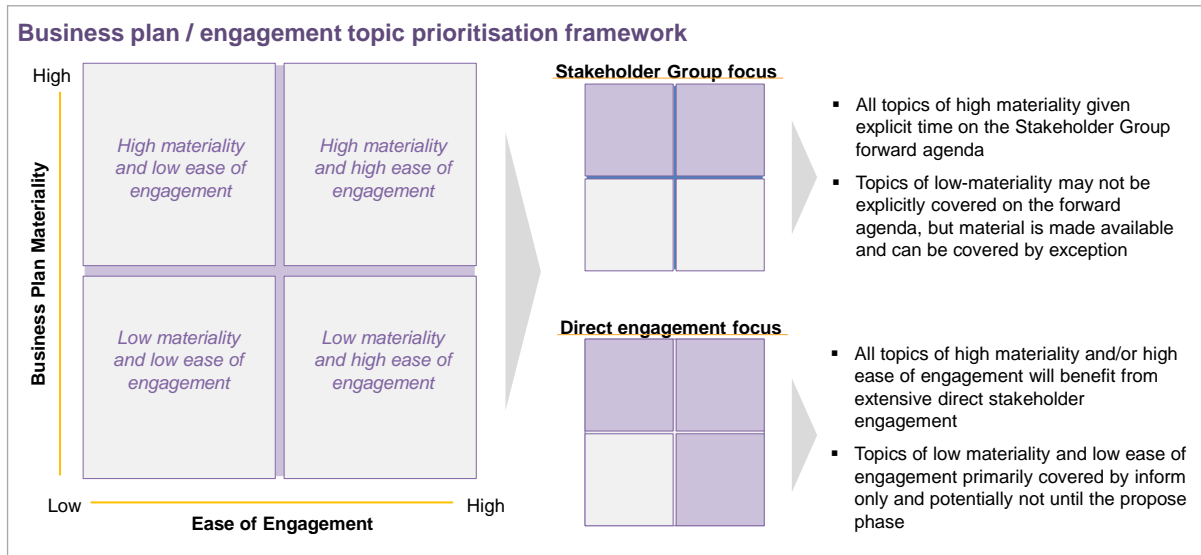 Business plan / engagement topic prioritisation framework
High
Business Plan Materiality
Low
High materiality
and low ease of
engagement
High materiality
and high ease of
engagement
Low materiality
and low ease of
engagement
Low materiality
and high ease of
engagement
High
Ease of Engagement
Stakeholder Group focus
▪ All topics of high materiality given
explicit time on the Stakeholder Group
forward agenda
▪ Topics of low-materiality may not be
explicitly covered on the forward
agenda, but material is made available
and can be covered by exception
Direct engagement focus
▪ All topics of high materiality and/or high
ease of engagement will benefit from
extensive direct stakeholder
engagement
▪ Topics of low materiality and low ease of
engagement primarily covered by inform
only and potentially not until the propose
phase